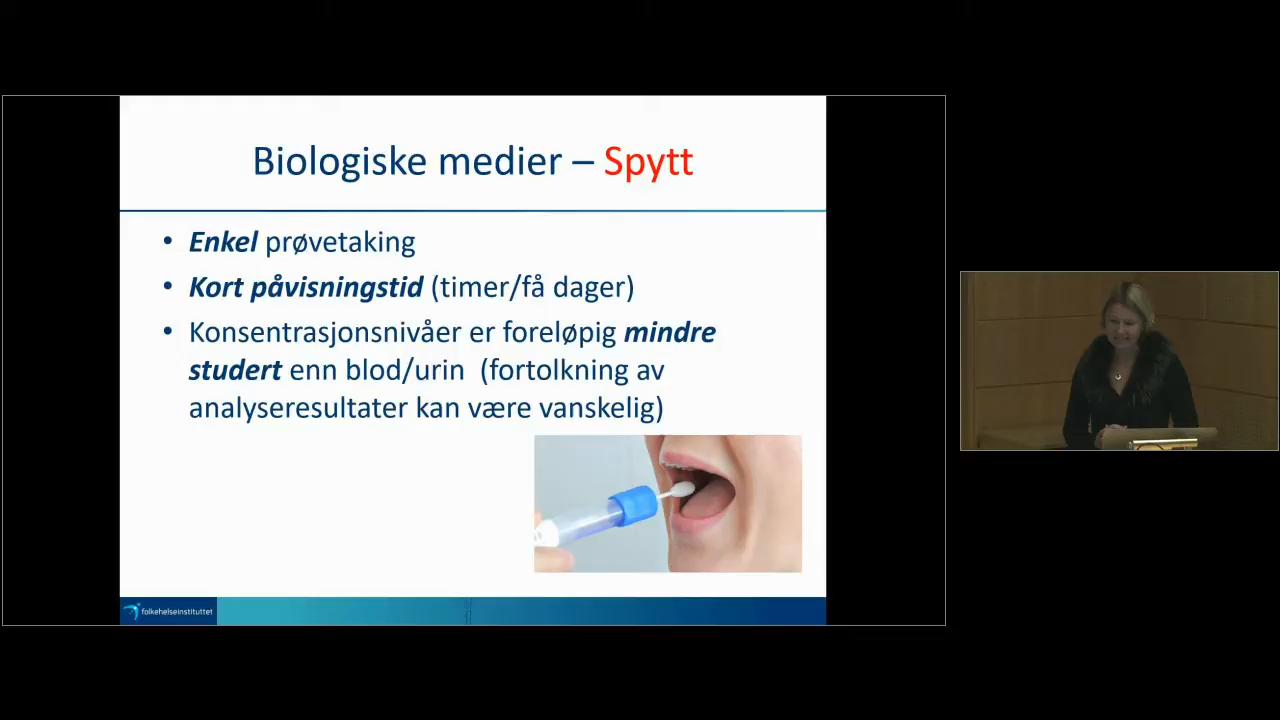 Biologiske medier – Spytt
• Enkel prøvetaking
• Kort påvisningstid (timer/få dager)
• Konsentrasjonsnivåer er foreløpig mindre
studert enn blod/urin (fortolkning av
analyseresultater kan være vanskelig)
folkehelseinstituttet